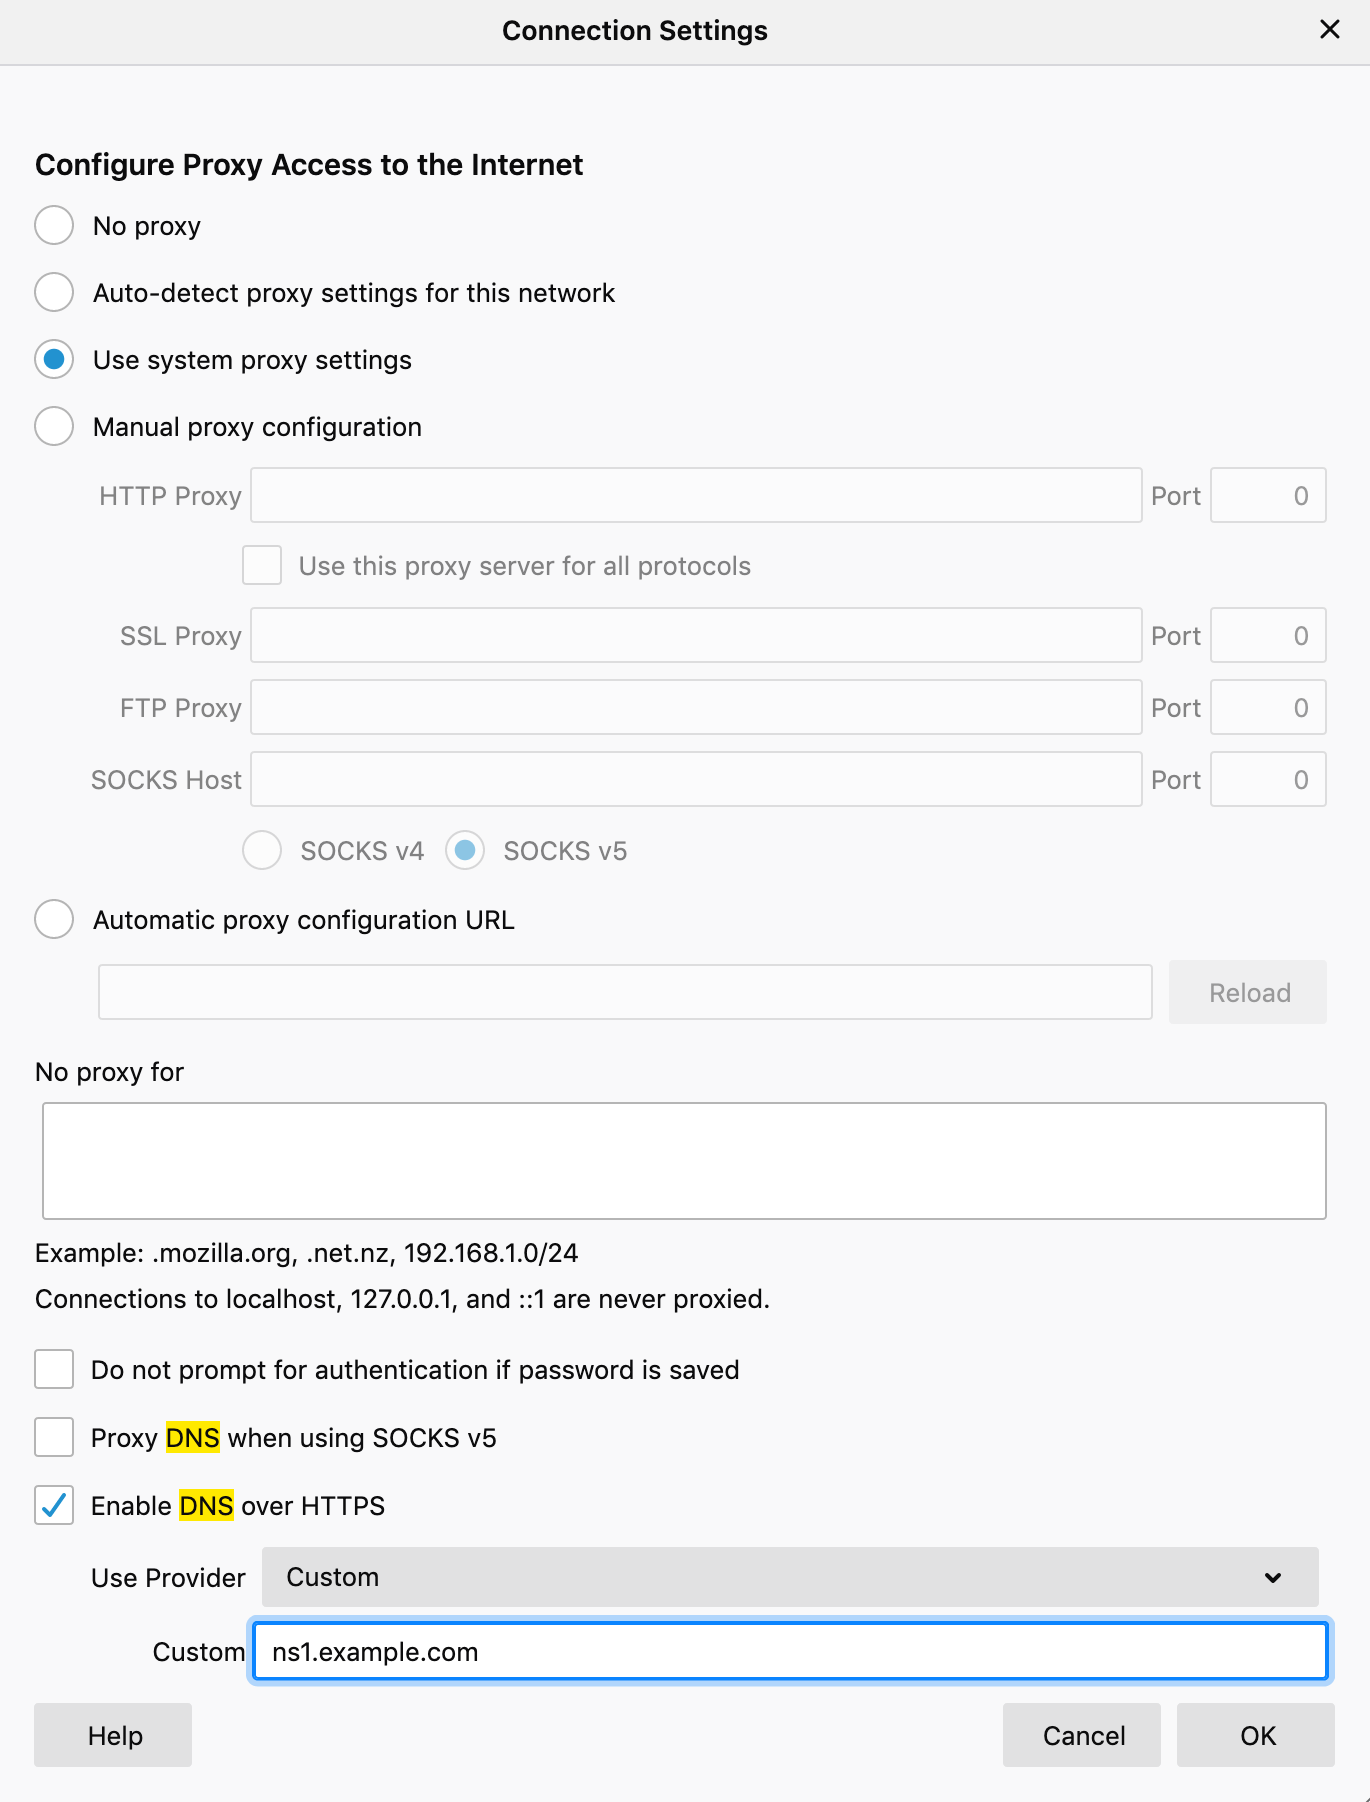 Connection Settings
Configure Proxy Access to the Internet
No proxy
Auto-detect proxy settings for this network
Use system proxy settings
Manual proxy configuration
HTTP Proxy Port 0
Use this proxy server for all protocols
SSL Proxy Port 0
FTP Proxy Port 0
SOCKS Host Port 0
SOCKS v4 SOCKS v5
Automatic proxy configuration URL
Reload
No proxy for
Example: .mozilla.org, .net.nz, 192.168.1.0/24
Connections to localhost, 127.0.0.1, and ::1 are never proxied.
Do not prompt for authentication if password is saved
Proxy DNS when using SOCKS v5
Enable DNS over HTTPS
Use Provider Custom
Custom ns1.example.com
Help Cancel OK